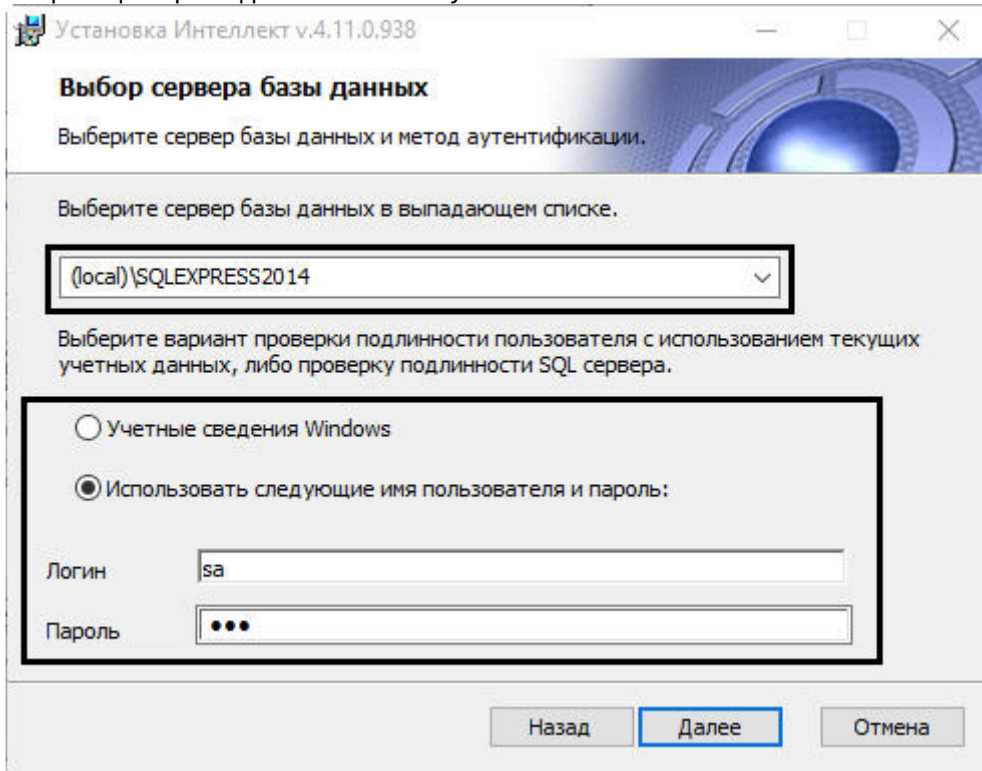 Установка Интеллект v.4.11.0.938
Выбор сервера базы данных
Выберите сервер базы данных и метод аутентификации.
Выберите сервер базы данных в выпадающем списке.
(local)\SQLEXPRESS2014
Выберите вариант проверки подлинности пользователя с использованием текущих
учетных данных, либо проверку подлинности SQL сервера.
Учетные сведения Windows
Использовать следующие имя пользователя и пароль:
Логин sa
Пароль •••
Назад Далее Отмена